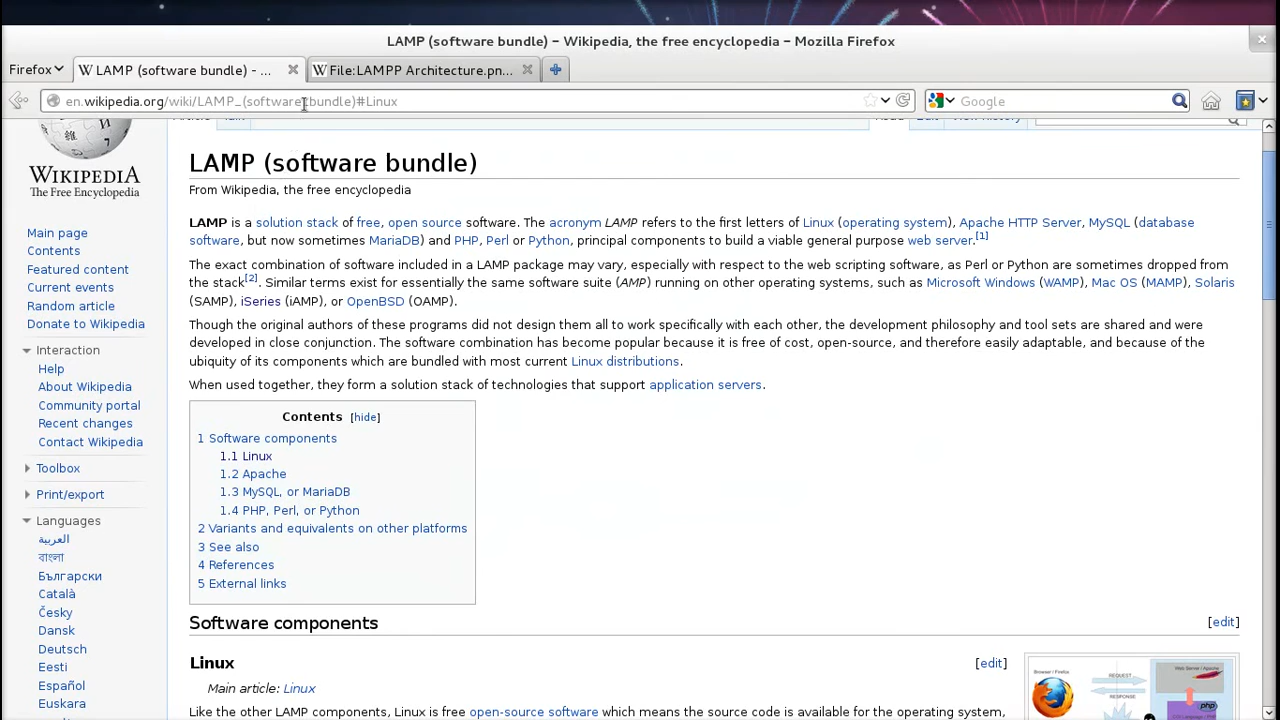 LAMP (software bundle) – Wikipedia, the free encyclopedia – Mozilla Firefox
Firefox
LAMP (software bundle) - ...
File:LAMPP Architecture.pn...
en.wikipedia.org/wiki/LAMP_(software_bundle)#Linux
Google
WIKIPEDIA
The Free Encyclopedia
Main page
Contents
Featured content
Current events
Random article
Donate to Wikipedia
Interaction
Help
About Wikipedia
Community portal
Recent changes
Contact Wikipedia
Toolbox
Print/export
Languages
العربية
বাংলা
Български
Català
Česky
Dansk
Deutsch
Eesti
Español
Euskara
LAMP (software bundle)
From Wikipedia, the free encyclopedia
LAMP is a solution stack of free, open source software. The acronym LAMP refers to the first letters of Linux (operating system), Apache HTTP Server, MySQL (database
software, but now sometimes MariaDB) and PHP, Perl or Python, principal components to build a viable general purpose web server.[1]
The exact combination of software included in a LAMP package may vary, especially with respect to the web scripting software, as Perl or Python are sometimes dropped from
the stack[2]. Similar terms exist for essentially the same software suite (AMP) running on other operating systems, such as Microsoft Windows (WAMP), Mac OS (MAMP), Solaris
(SAMP), iSeries (iAMP), or OpenBSD (OAMP).
Though the original authors of these programs did not design them all to work specifically with each other, the development philosophy and tool sets are shared and were
developed in close conjunction. The software combination has become popular because it is free of cost, open-source, and therefore easily adaptable, and because of the
ubiquity of its components which are bundled with most current Linux distributions.
When used together, they form a solution stack of technologies that support application servers.
Contents [hide]
1 Software components
1.1 Linux
1.2 Apache
1.3 MySQL, or MariaDB
1.4 PHP, Perl, or Python
2 Variants and equivalents on other platforms
3 See also
4 References
5 External links
Software components
[edit]
Linux
[edit]
Main article: Linux
Like the other LAMP components, Linux is free open-source software which means the source code is available for the operating system,
Browser / Firefox
Web Server / Apache
REQUEST
RESPONSE
php